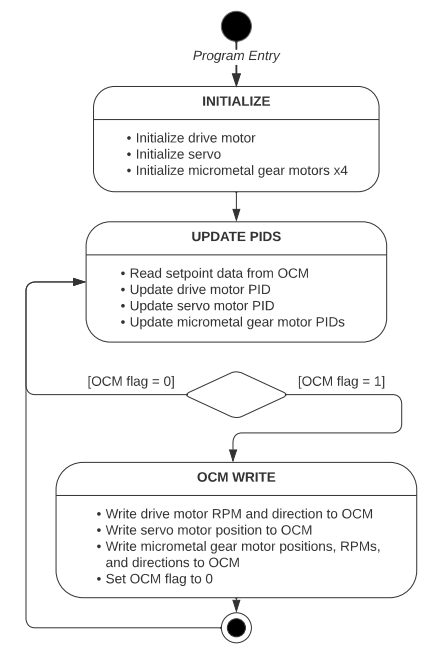 Program Entry
INITIALIZE
• Initialize drive motor
• Initialize servo
• Initialize micrometal gear motors x4
UPDATE PIDS
• Read setpoint data from OCM
• Update drive motor PID
• Update servo motor PID
• Update micrometal gear motor PIDs
[OCM flag = 0]
[OCM flag = 1]
OCM WRITE
• Write drive motor RPM and direction to OCM
• Write servo motor position to OCM
• Write micrometal gear motor positions, RPMs,
and directions to OCM
• Set OCM flag to 0